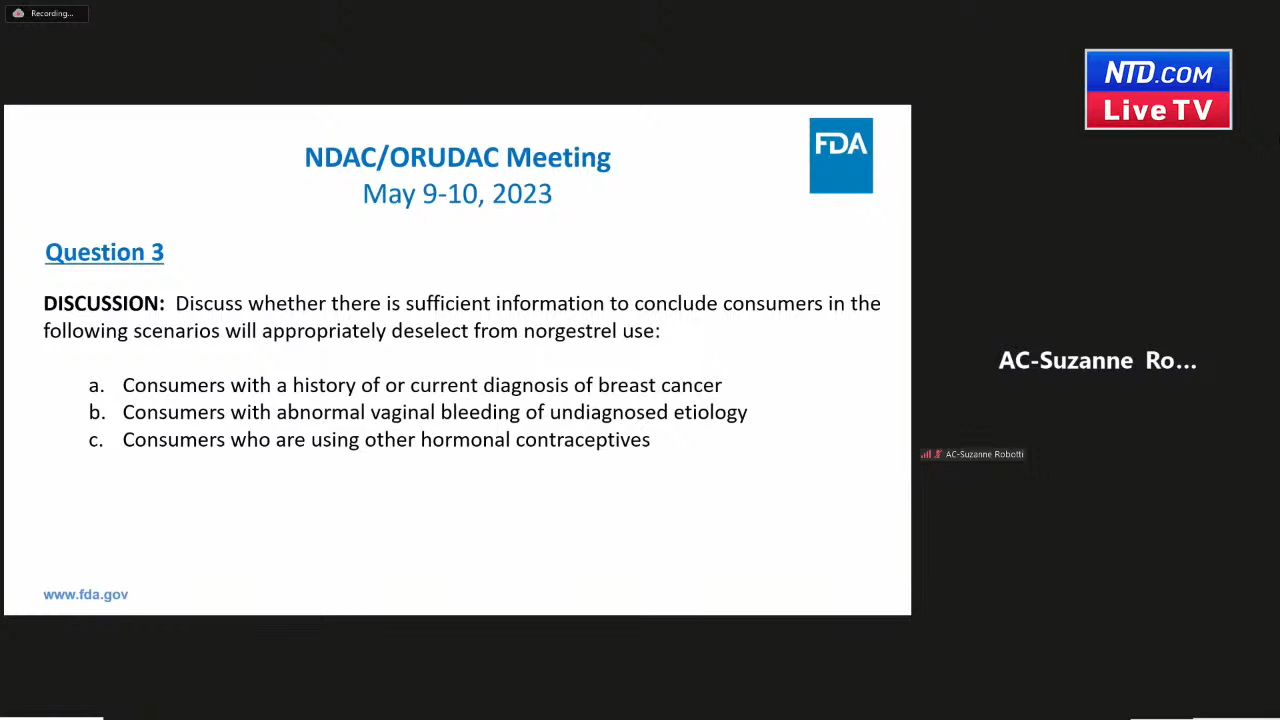 Recording...
NTD.COM
Live TV
FDA
NDAC/ORUDAC Meeting
May 9-10, 2023
Question 3
DISCUSSION: Discuss whether there is sufficient information to conclude consumers in the
following scenarios will appropriately deselect from norgestrel use:
a. Consumers with a history of or current diagnosis of breast cancer
b. Consumers with abnormal vaginal bleeding of undiagnosed etiology
c. Consumers who are using other hormonal contraceptives
www.fda.gov
AC-Suzanne Ro...
AC-Suzanne Robotti